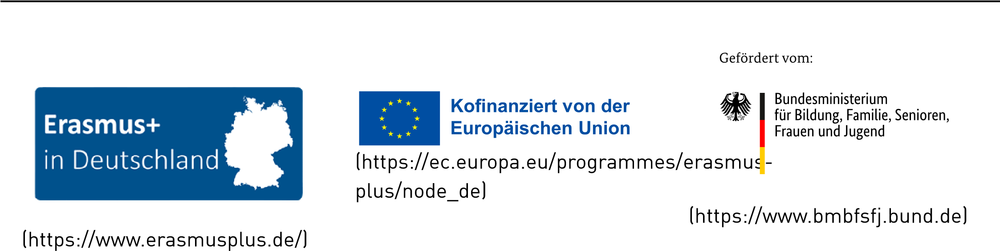 Erasmus+
in Deutschland
(https://www.erasmusplus.de/)
Kofinanziert von der
Europäischen Union
(https://ec.europa.eu/programmes/erasmus-
plus/node_de)
Gefördert vom:
Bundesministerium
für Bildung, Familie, Senioren,
Frauen und Jugend
(https://www.bmbfsfj.bund.de)